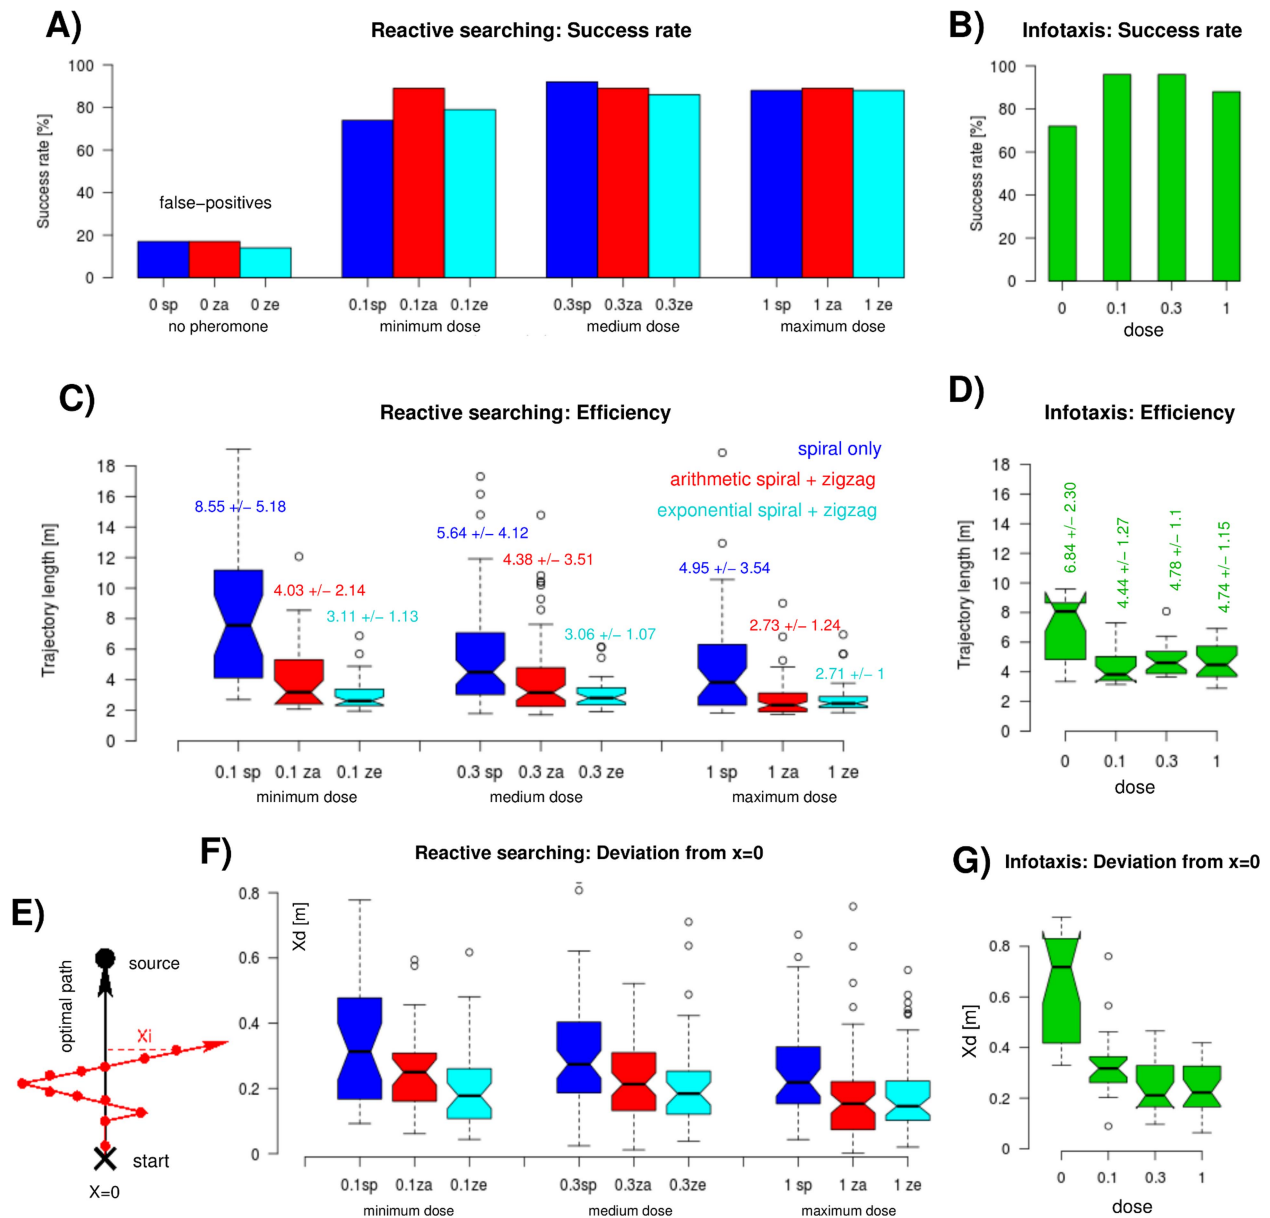 A)
Reactive searching: Success rate
Success rate [%]
100
80
60
40
20
0
false-positives
0 sp 0 za 0 ze 0.1sp 0.1za 0.1ze 0.3sp 0.3za 0.3ze 1 sp 1 za 1 ze
no pheromone minimum dose medium dose maximum dose
B)
Infotaxis: Success rate
Success rate [%]
100
80
60
40
20
0
0 0.1 0.3 1
dose
C)
Reactive searching: Efficiency
Trajectory length [m]
18
16
14
12
10
8
6
4
2
0
spiral only
arithmetic spiral + zigzag
exponential spiral + zigzag
8.55 +/- 5.18
4.03 +/- 2.14
3.11 +/- 1.13
5.64 +/- 4.12
4.38 +/- 3.51
3.06 +/- 1.07
4.95 +/- 3.54
2.73 +/- 1.24
2.71 +/- 1
0.1 sp 0.1 za 0.1 ze 0.3 sp 0.3 za 0.3 ze 1 sp 1 za 1 ze
minimum dose medium dose maximum dose
D)
Infotaxis: Efficiency
Trajectory length [m]
18
16
14
12
10
8
6
4
2
0
6.84 +/- 2.30
4.44 +/- 1.27
4.78 +/- 1.1
4.74 +/- 1.15
0 0.1 0.3 1
dose
E)
optimal path
source
Xi
start
X=0
F)
Reactive searching: Deviation from x=0
Xd [m]
0.8
0.6
0.4
0.2
0
0.1sp 0.1za 0.1ze 0.3sp 0.3za 0.3ze 1 sp 1 za 1 ze
minimum dose medium dose maximum dose
G)
Infotaxis: Deviation from x=0
Xd [m]
0.8
0.6
0.4
0.2
0
0 0.1 0.3 1
dose